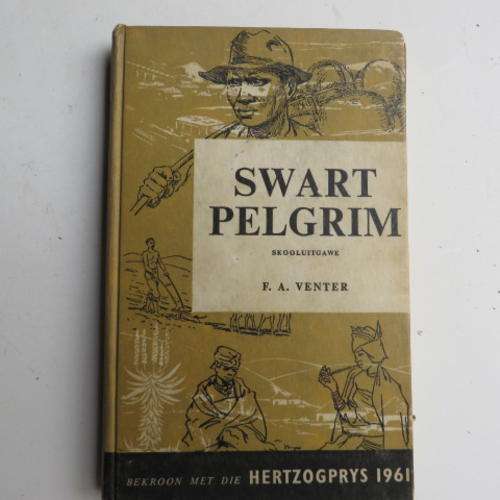 SWART
PELGRIM
SKOOLUITGAWE
F. A. VENTER
BEKROON MET DIE HERTZOGPRYS 1961